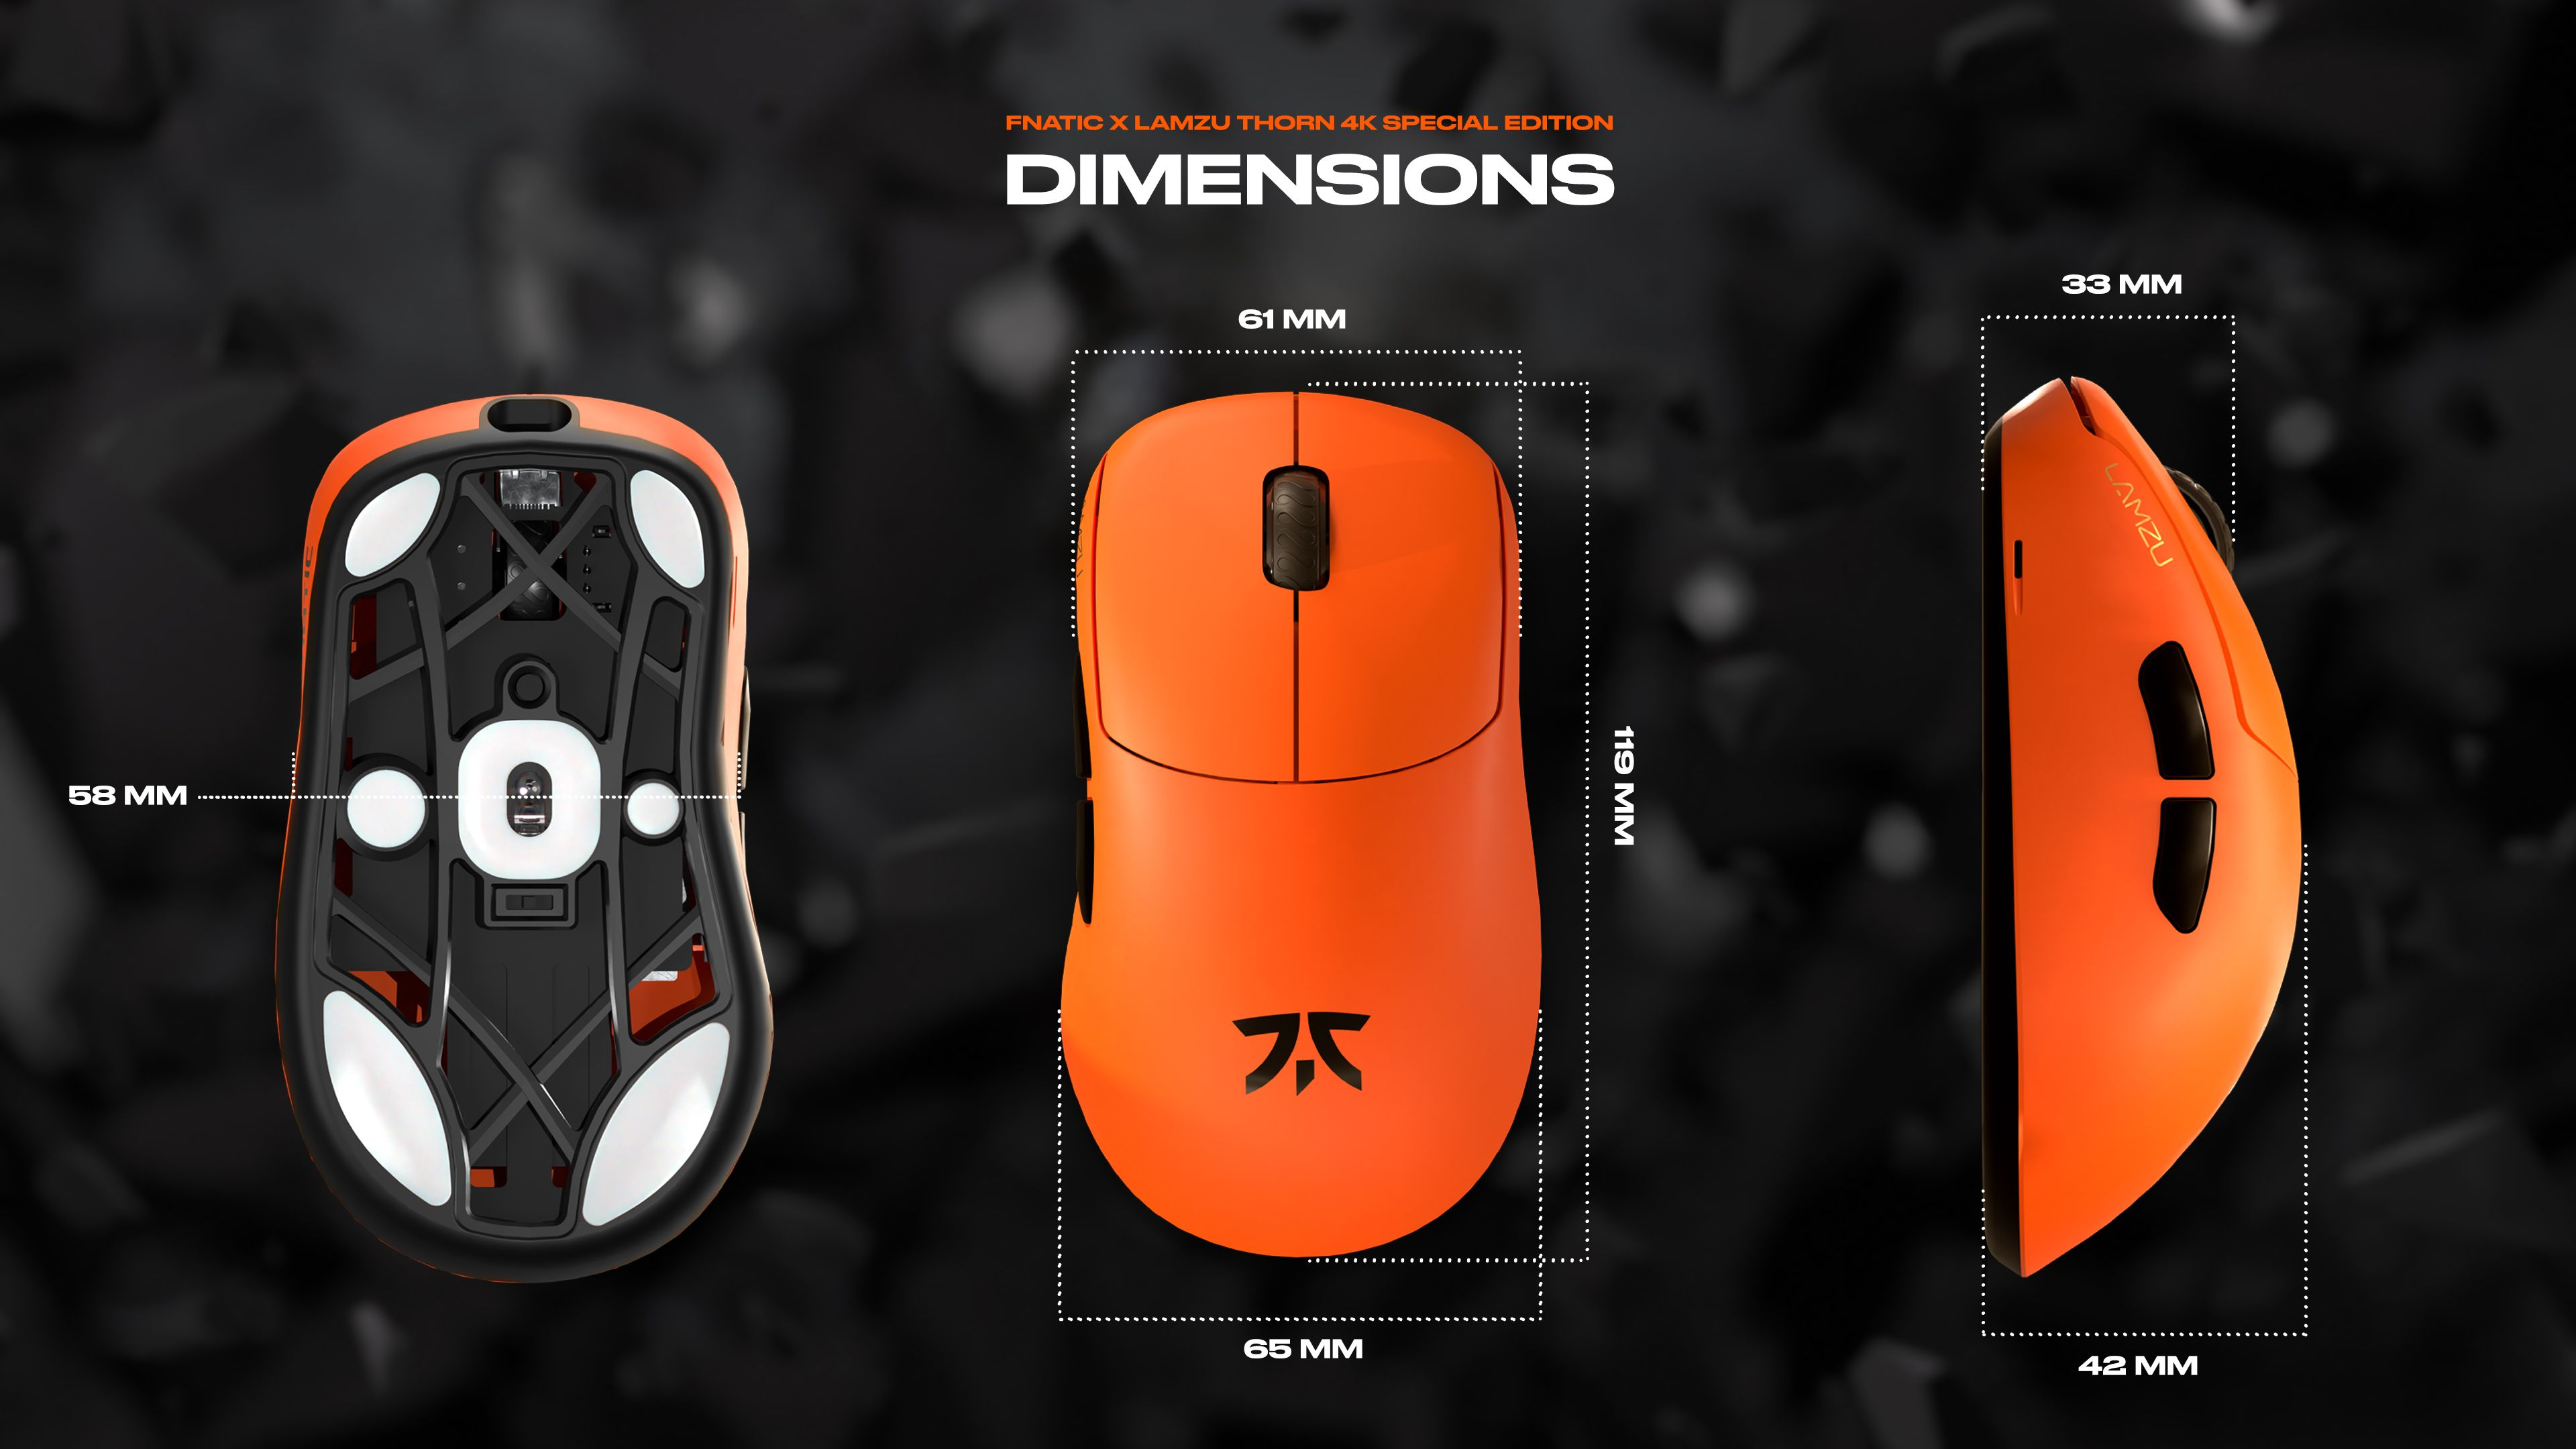 FNATIC X LAMZU THORN 4K SPECIAL EDITION
DIMENSIONS
58 MM
61 MM
119 MM
65 MM
33 MM
LAMZU
42 MM